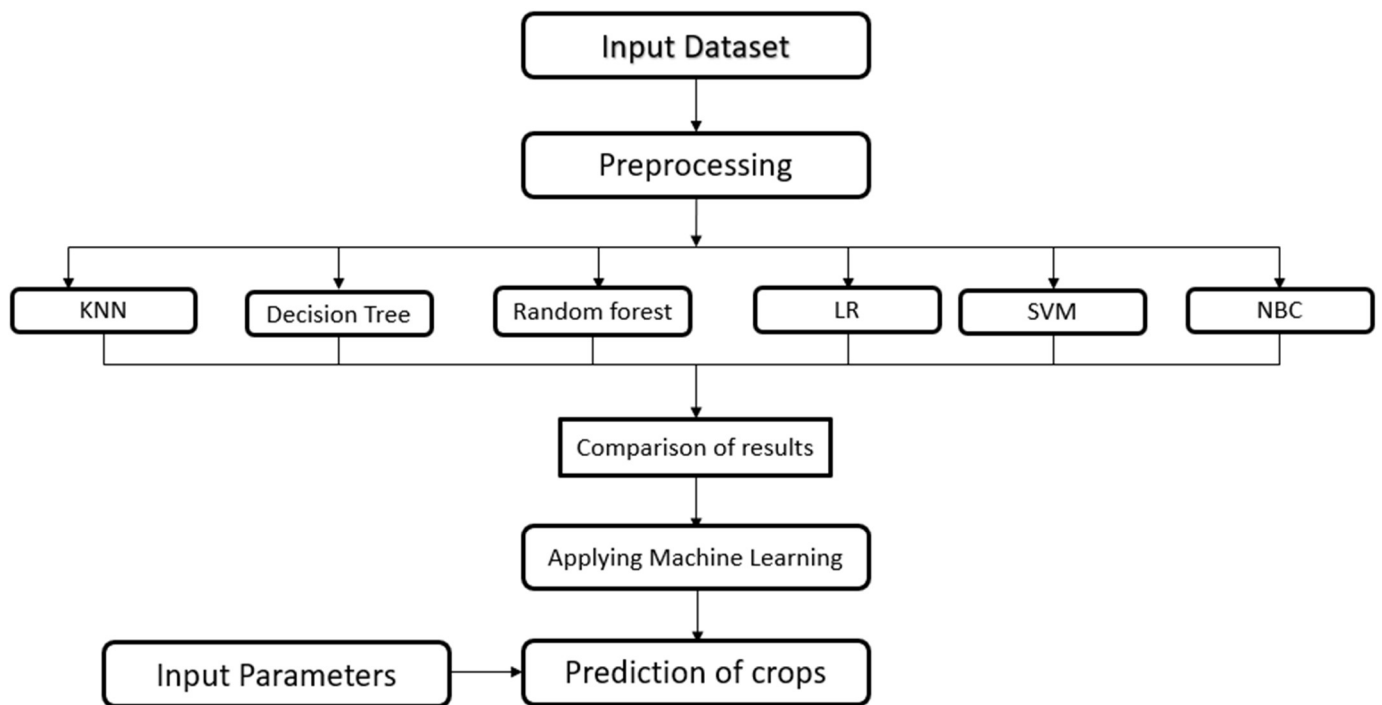 Input Dataset
Preprocessing
KNN
Decision Tree
Random forest
LR
SVM
NBC
Comparison of results
Applying Machine Learning
Input Parameters
Prediction of crops